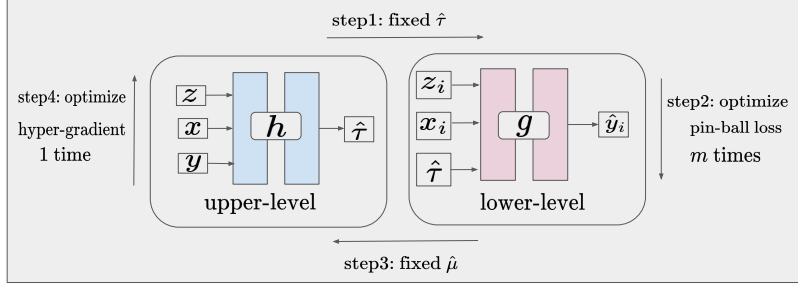 step1: fixed τ̂
step4: optimize
hyper-gradient
1 time
z
x
y
h
τ̂
upper-level
z_i
x_i
τ̂
g
ŷ_i
lower-level
step2: optimize
pin-ball loss
m times
step3: fixed μ̂